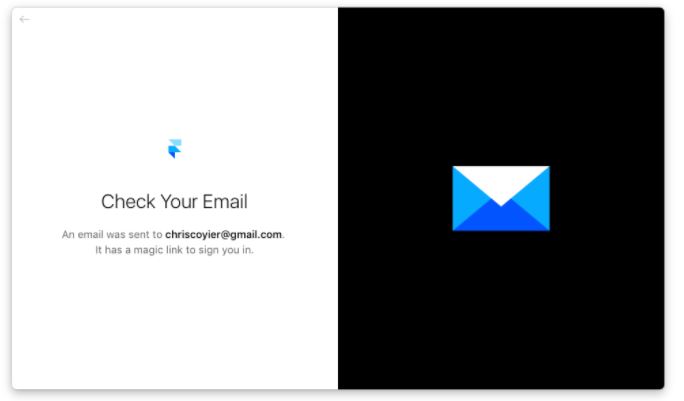 Check Your Email
An email was sent to chriscoyier@gmail.com.
It has a magic link to sign you in.